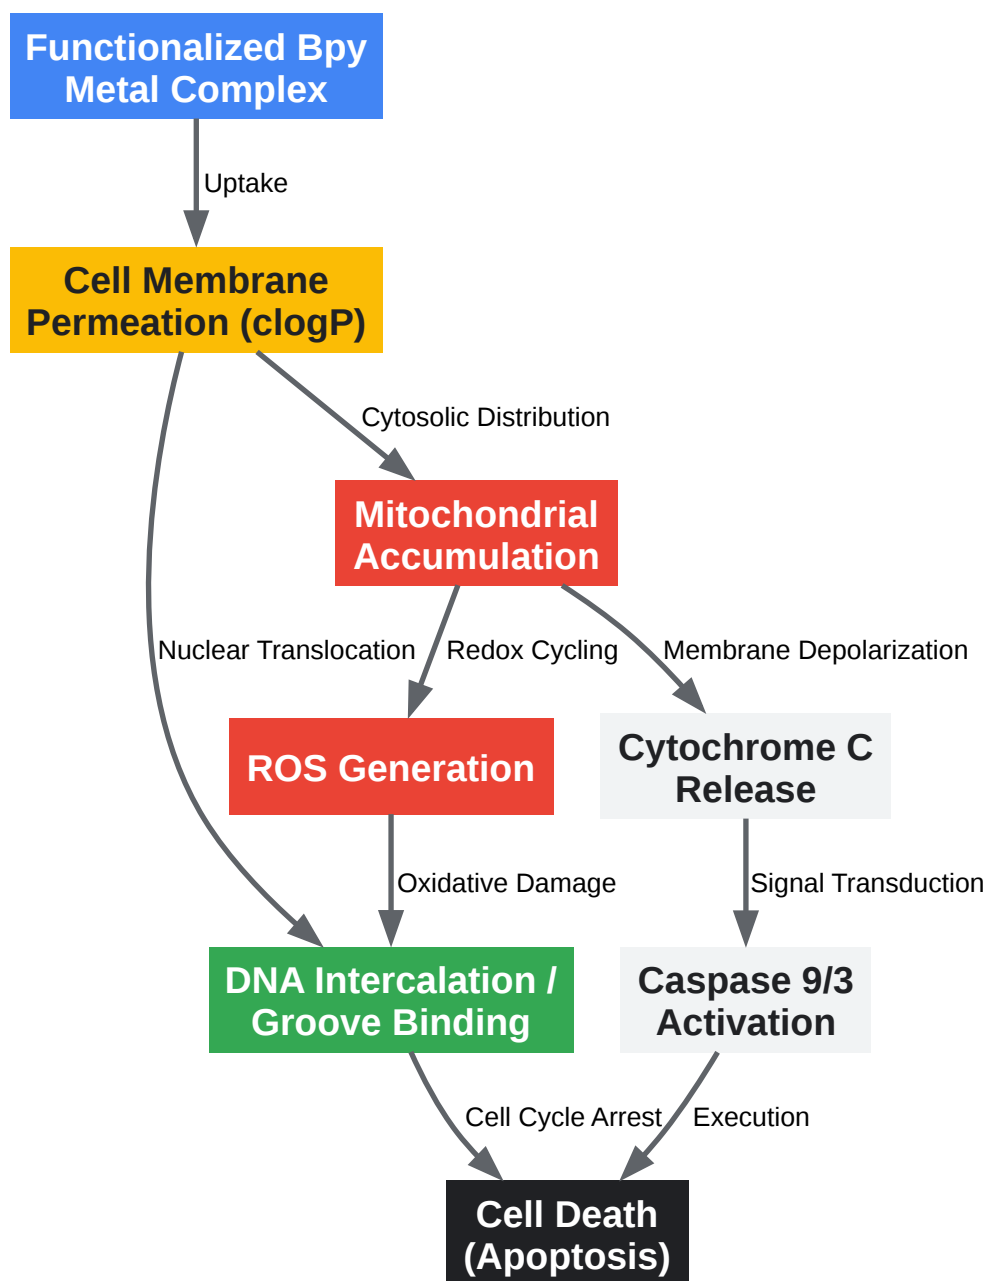 Functionalized Bpy
Metal Complex
Uptake
Cell Membrane
Permeation (clogP)
Cytosolic Distribution
Mitochondrial
Accumulation
Nuclear Translocation
Redox Cycling
Membrane Depolarization
ROS Generation
Cytochrome C
Release
Oxidative Damage
Signal Transduction
DNA Intercalation /
Groove Binding
Caspase 9/3
Activation
Cell Cycle Arrest
Execution
Cell Death
(Apoptosis)